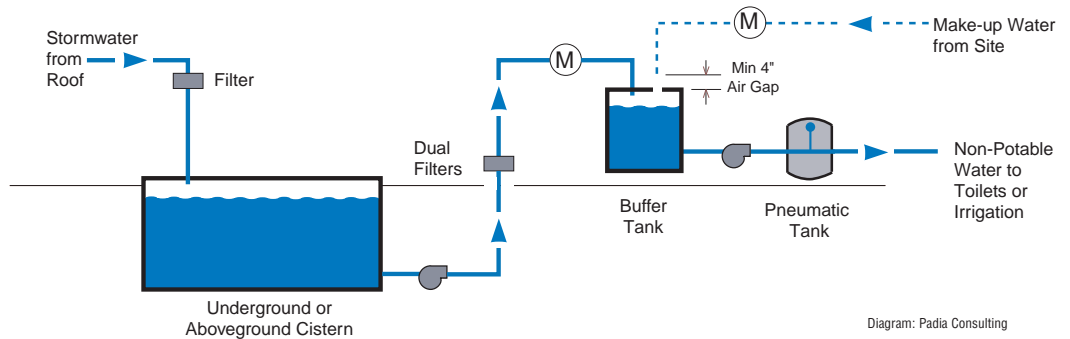 Stormwater
from
Roof
Filter
Dual
Filters
M
M
Min 4"
Air Gap
Make-up Water
from Site
Buffer
Tank
Pneumatic
Tank
Non-Potable
Water to
Toilets or
Irrigation
Underground or
Aboveground Cistern
Diagram: Padia Consulting